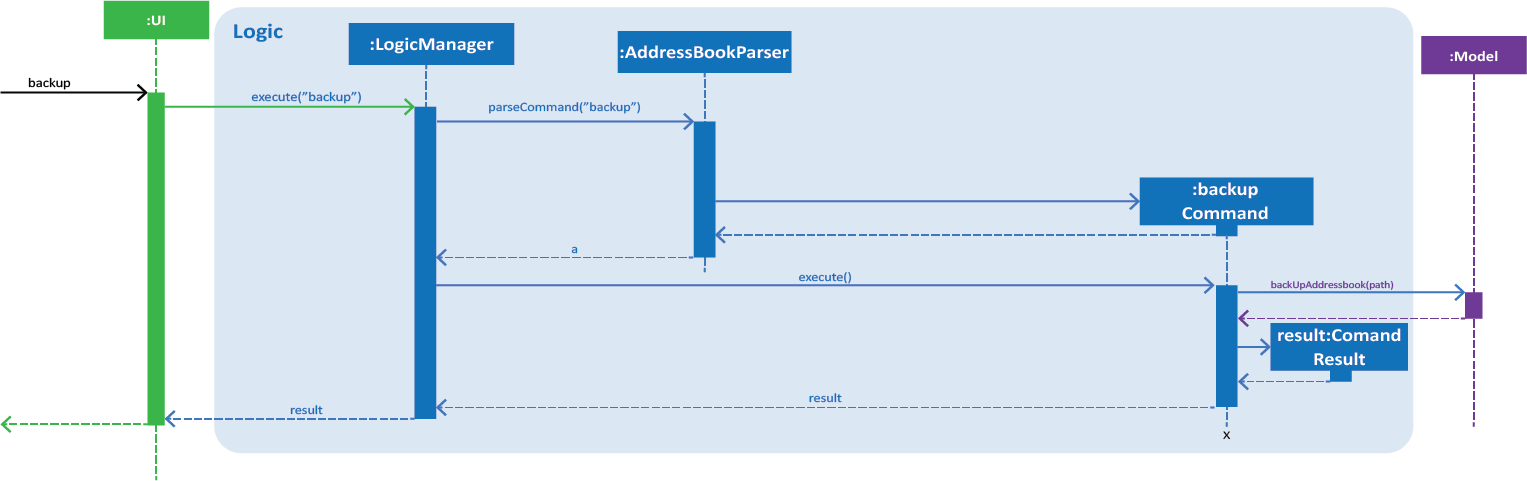 :UI
Logic
:LogicManager
:AddressBookParser
:Model
backup
execute("backup")
parseCommand("backup")
:backup
Command
a
execute()
backUpAddressbook(path)
result:Comand
Result
result
result
x